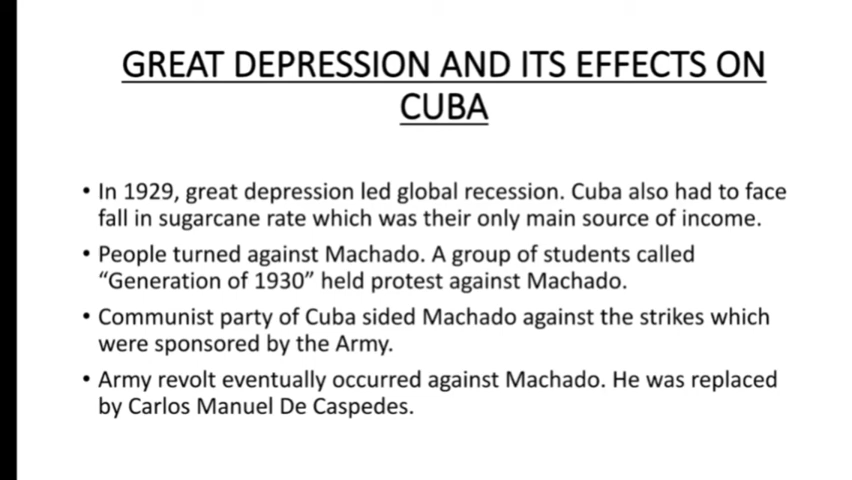 GREAT DEPRESSION AND ITS EFFECTS ON
CUBA
• In 1929, great depression led global recession. Cuba also had to face
fall in sugarcane rate which was their only main source of income.
• People turned against Machado. A group of students called
“Generation of 1930” held protest against Machado.
• Communist party of Cuba sided Machado against the strikes which
were sponsored by the Army.
• Army revolt eventually occurred against Machado. He was replaced
by Carlos Manuel De Caspedes.